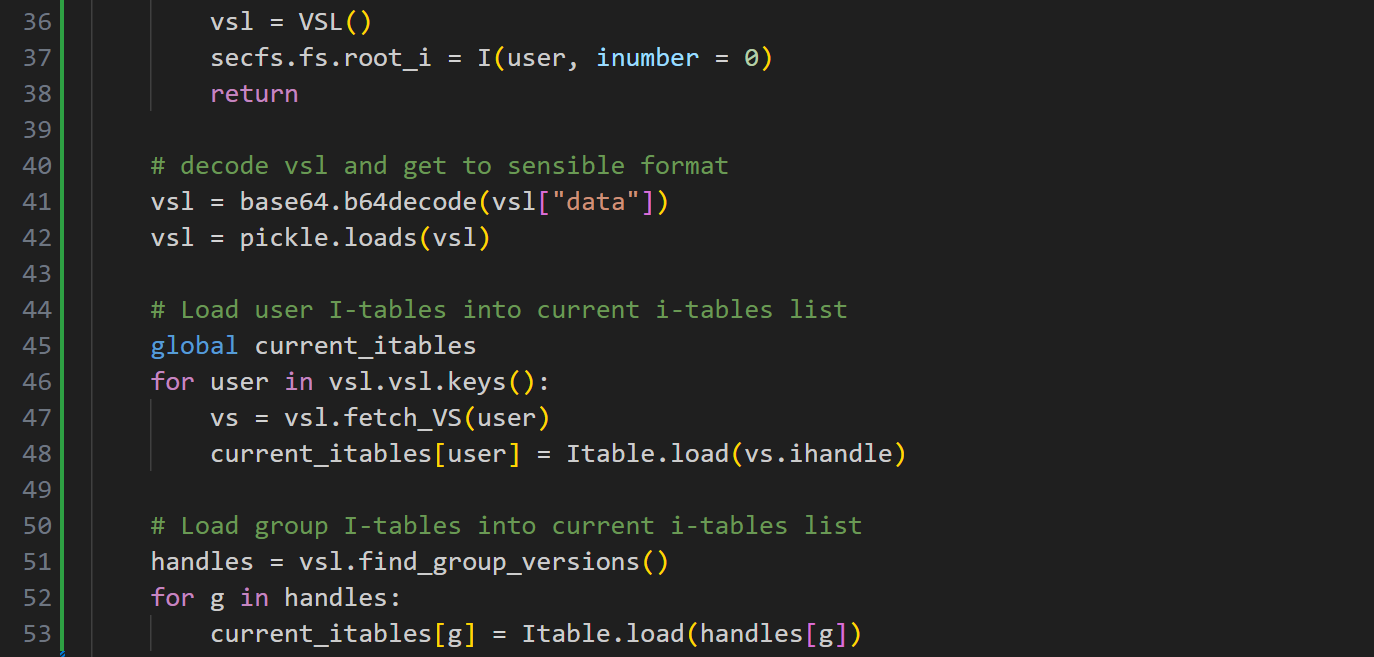 36 vsl = VSL()
37 secfs.fs.root_i = I(user, inumber = 0)
38 return
39
40 # decode vsl and get to sensible format
41 vsl = base64.b64decode(vsl["data"])
42 vsl = pickle.loads(vsl)
43
44 # Load user I-tables into current i-tables list
45 global current_itables
46 for user in vsl.vsl.keys():
47 vs = vsl.fetch_VS(user)
48 current_itables[user] = Itable.load(vs.ihandle)
49
50 # Load group I-tables into current i-tables list
51 handles = vsl.find_group_versions()
52 for g in handles:
53 current_itables[g] = Itable.load(handles[g])